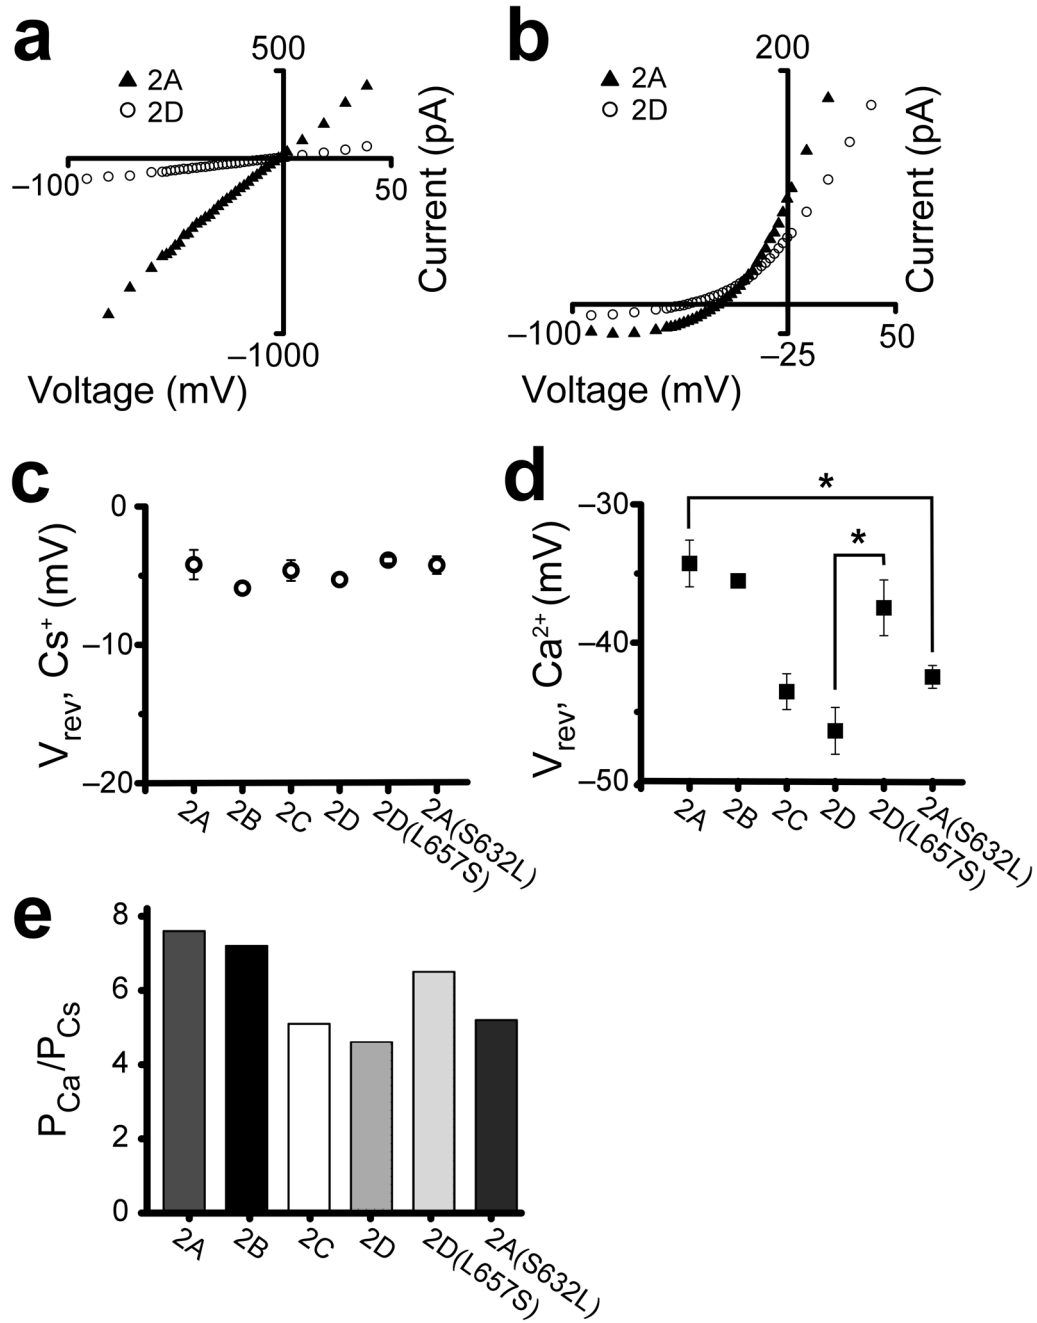 a
500
▲ 2A
○ 2D
–100
50
–1000
Current (pA)
Voltage (mV)
b
200
▲ 2A
○ 2D
–100
50
–25
Current (pA)
Voltage (mV)
c
0
–10
–20
Vrev, Cs⁺ (mV)
2A
2B
2C
2D
2D(L657S)
2A(S632L)
d
–30
–40
–50
Vrev, Ca²⁺ (mV)
*
*
2A
2B
2C
2D
2D(L657S)
2A(S632L)
e
8
6
4
2
0
PCa/PCs
2A
2B
2C
2D
2D(L657S)
2A(S632L)